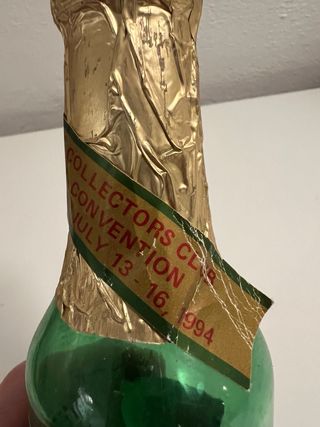 COLLECTORS CLUB
CONVENTION
JULY 13-16, 1994